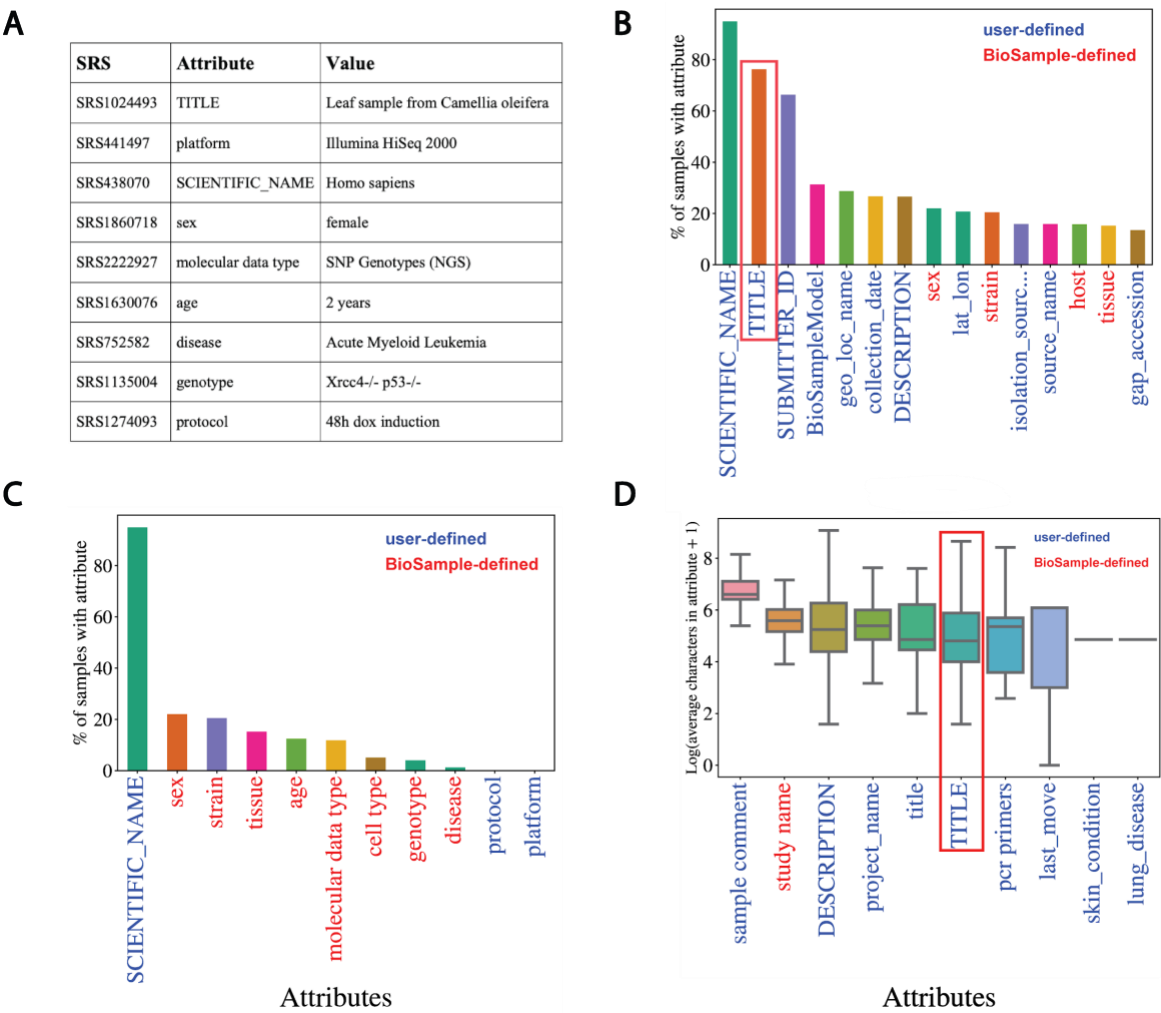 A
SRS Attribute Value
SRS1024493 TITLE Leaf sample from Camellia oleifera
SRS441497 platform Illumina HiSeq 2000
SRS438070 SCIENTIFIC_NAME Homo sapiens
SRS1860718 sex female
SRS2222927 molecular data type SNP Genotypes (NGS)
SRS1630076 age 2 years
SRS752582 disease Acute Myeloid Leukemia
SRS1135004 genotype Xrcc4-/- p53-/-
SRS1274093 protocol 48h dox induction
B
user-defined
BioSample-defined
% of samples with attribute
80
60
40
20
0
SCIENTIFIC_NAME
TITLE
SUBMITTER_ID
BioSampleModel
geo_loc_name
collection_date
DESCRIPTION
sex
lat_lon
strain
isolation_sourc...
source_name
host
tissue
gap_accession
C
user-defined
BioSample-defined
% of samples with attribute
80
60
40
20
0
SCIENTIFIC_NAME
sex
strain
tissue
age
molecular data type
cell type
genotype
disease
protocol
platform
Attributes
D
user-defined
BioSample-defined
Log(average characters in attribute + 1)
8
6
4
2
0
sample comment
study name
DESCRIPTION
project_name
title
TITLE
pcr primers
last_move
skin_condition
lung_disease
Attributes